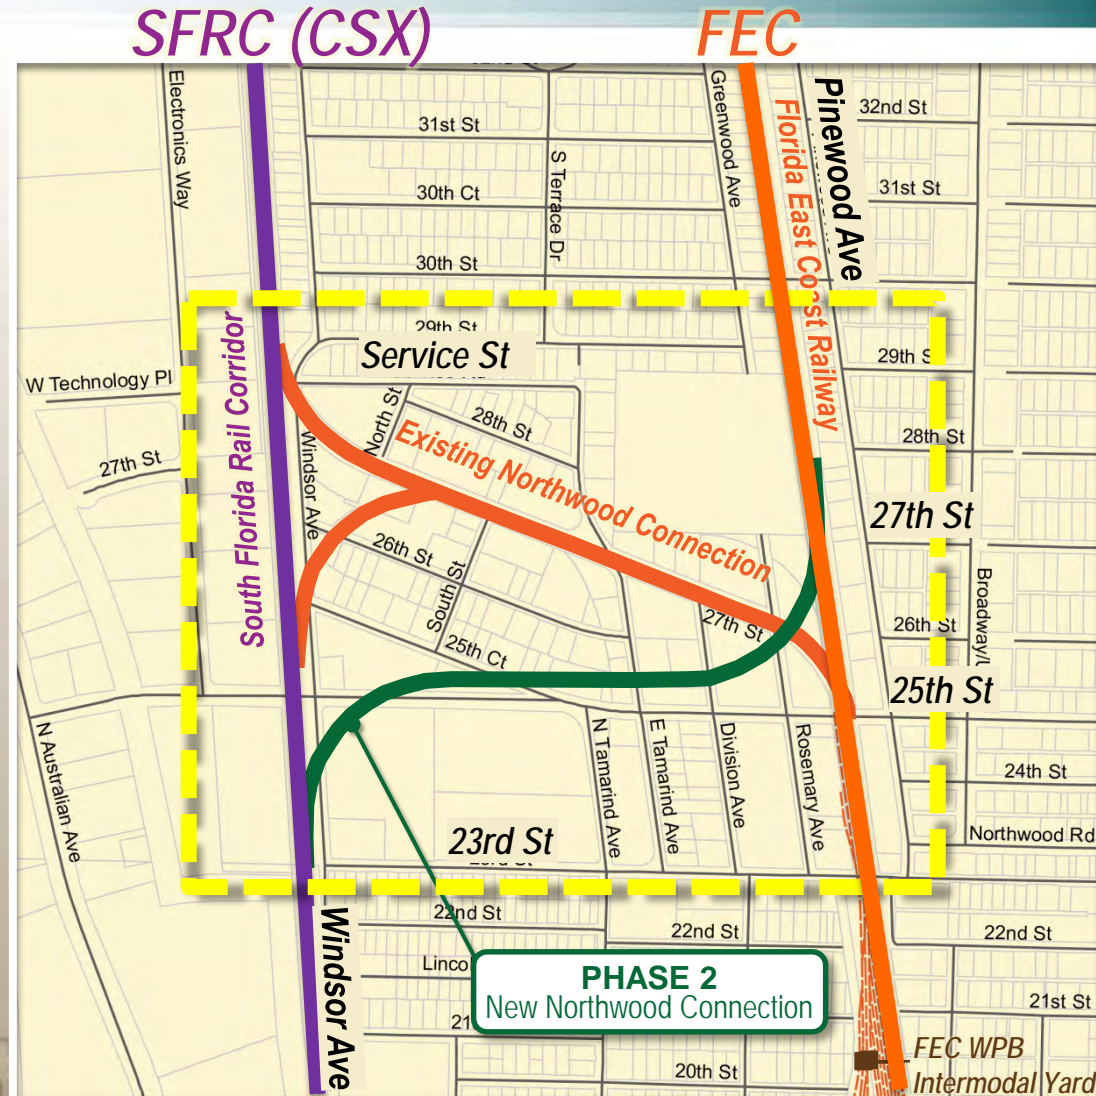 SFRC (CSX)
FEC
Electronics Way
Greenwood Ave
Pinewood Ave
Florida East Coast Railway
32nd St
31st St
S Terrace Dr
31st St
30th Ct
30th St
South Florida Rail Corridor
29th St
Service St
29th S
W Technology Pl
North St
28th St
28th St
Existing Northwood Connection
Windsor Ave
27th St
27th St
26th St
South St
Broadway/
27th St
26th St
25th Ct
25th St
N Australian Ave
N Tamarind Ave
E Tamarind Ave
Division Ave
Rosemary Ave
24th St
Northwood Rd
23rd St
22nd St
22nd St
22nd St
Windsor Ave
Linco
PHASE 2
New Northwood Connection
21st St
21
20th St
FEC WPB
Intermodal Yard